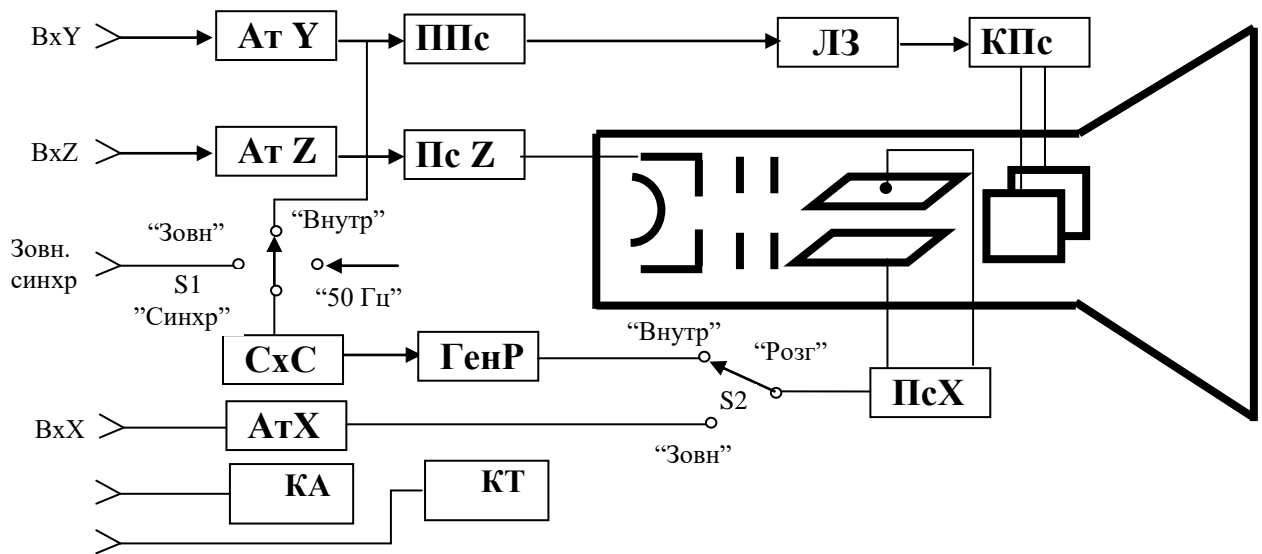 ВхY
Ат Y
ППс
ЛЗ
КПс
ВхZ
Ат Z
Пс Z
“Зовн”
“Внутр”
Зовн.
синхр
S1
“50 Гц”
”Синхр”
“Внутр”
“Розг”
СхС
ГенР
S2
ПсХ
ВхХ
АтХ
“Зовн”
КА
КТ